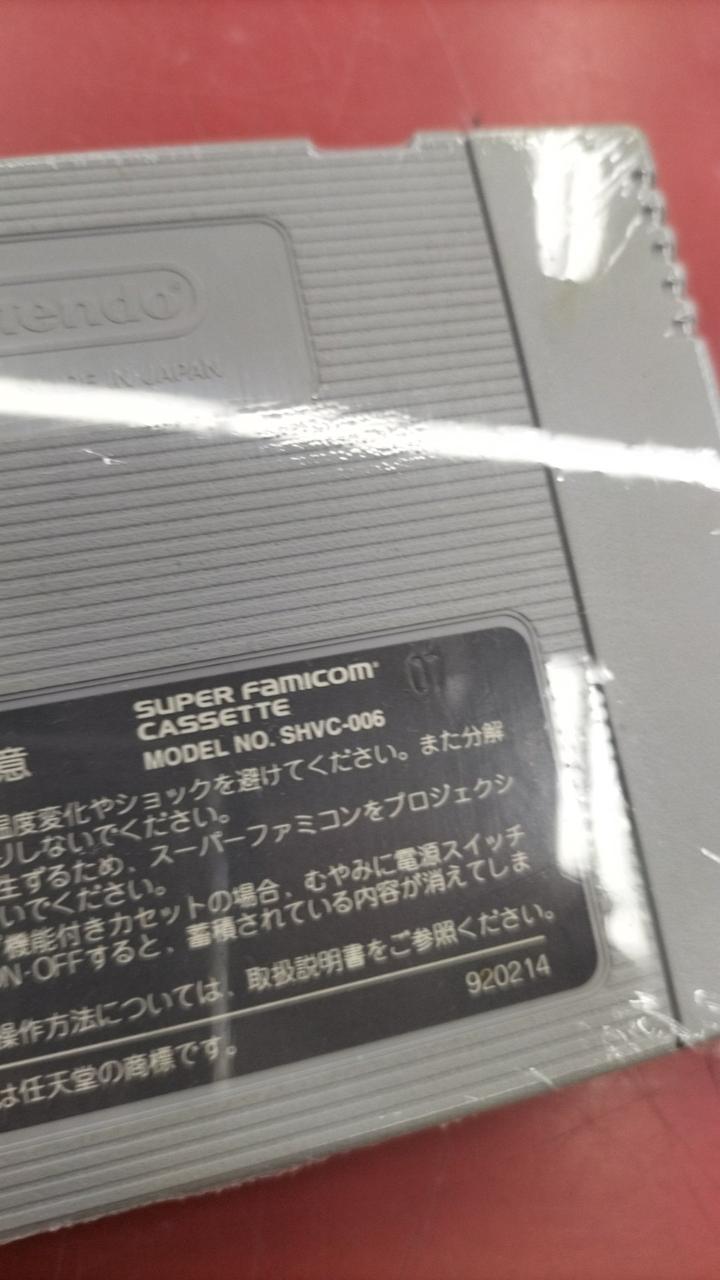 tendo®
MADE IN JAPAN
SUPER FAMICOM®
CASSETTE
MODEL NO. SHVC-006
07
意
温度変化やショックを避けてください。また分解
りしないでください。
生ずるため、スーパーファミコンをプロジェクシ
いでください。
機能付きカセットの場合、むやみに電源スイッチ
ON-OFFすると、蓄積されている内容が消えてしま
操作方法については、取扱説明書をご参照ください。
920214
は任天堂の商標です。